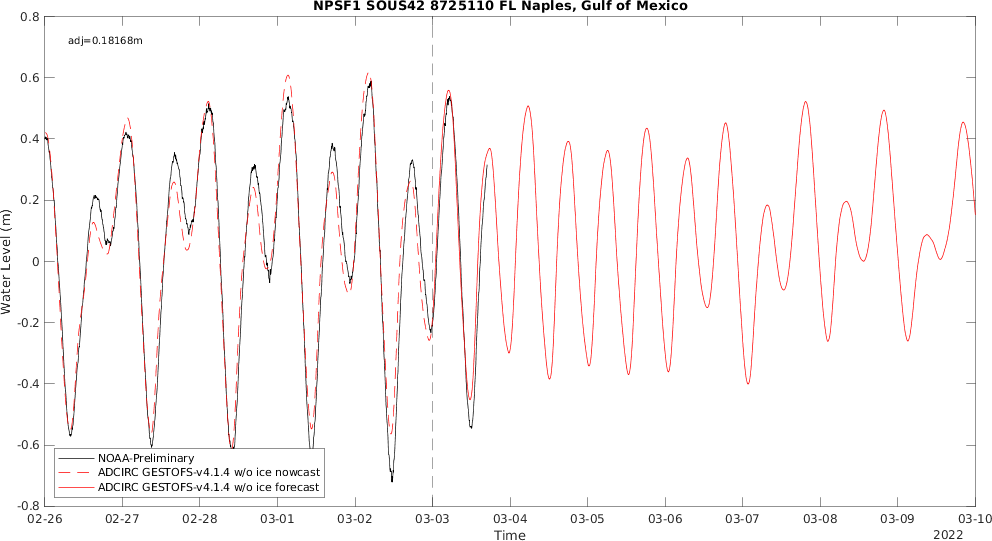 NPSF1 SOUS42 8725110 FL Naples, Gulf of Mexico
0.8
adj=0.18168m
0.6
0.4
0.2
0
-0.2
-0.4
-0.6
-0.8
Water Level (m)
NOAA-Preliminary
ADCIRC GESTOFS-v4.1.4 w/o ice nowcast
ADCIRC GESTOFS-v4.1.4 w/o ice forecast
02-26 02-27 02-28 03-01 03-02 03-03 03-04 03-05 03-06 03-07 03-08 03-09 03-10
Time
2022